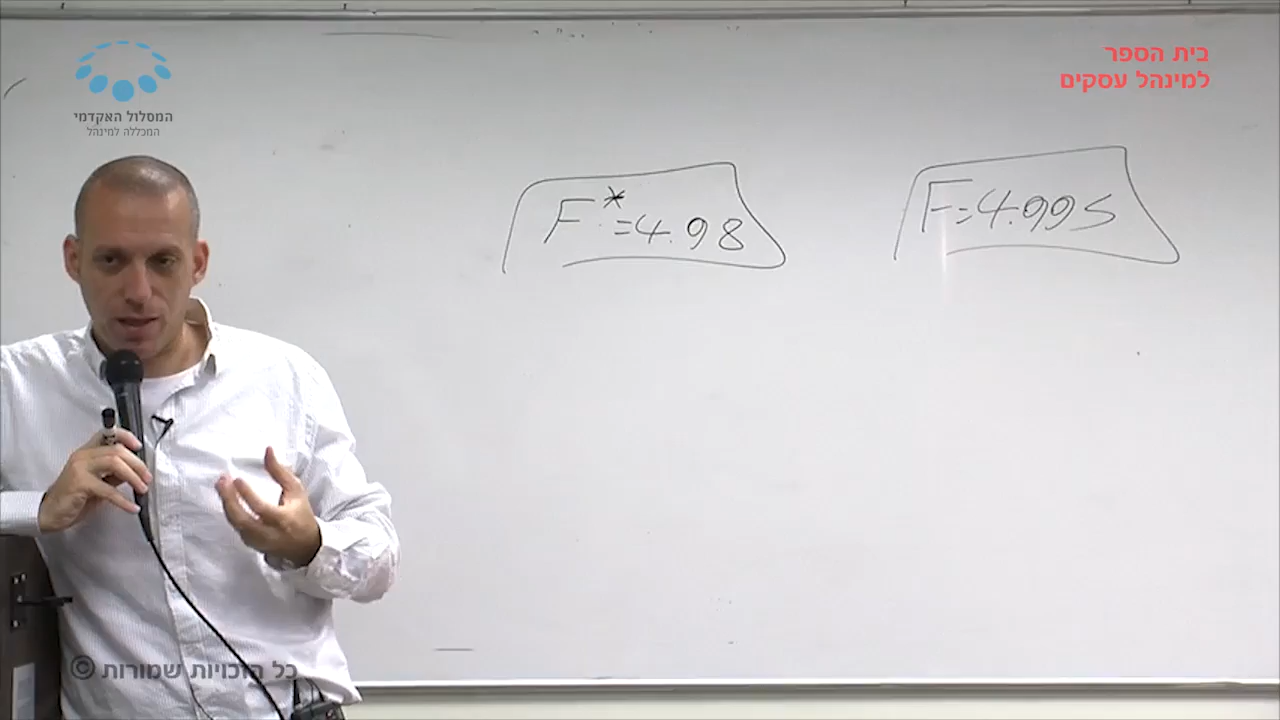 בית הספר
למינהל עסקים
המסלול האקדמי
המכללה למינהל
F*=4.98
F=4.995
כל הזכויות שמורות ©